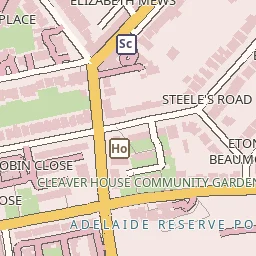 ELIZABETH MEWS
PLACE
Sc
STEELE'S ROAD
Ho
ETON
OBIN CLOSE
BEAUMO
CLEAVER HOUSE COMMUNITY GARDEN
OSE
ADELAIDE RESERVE PO